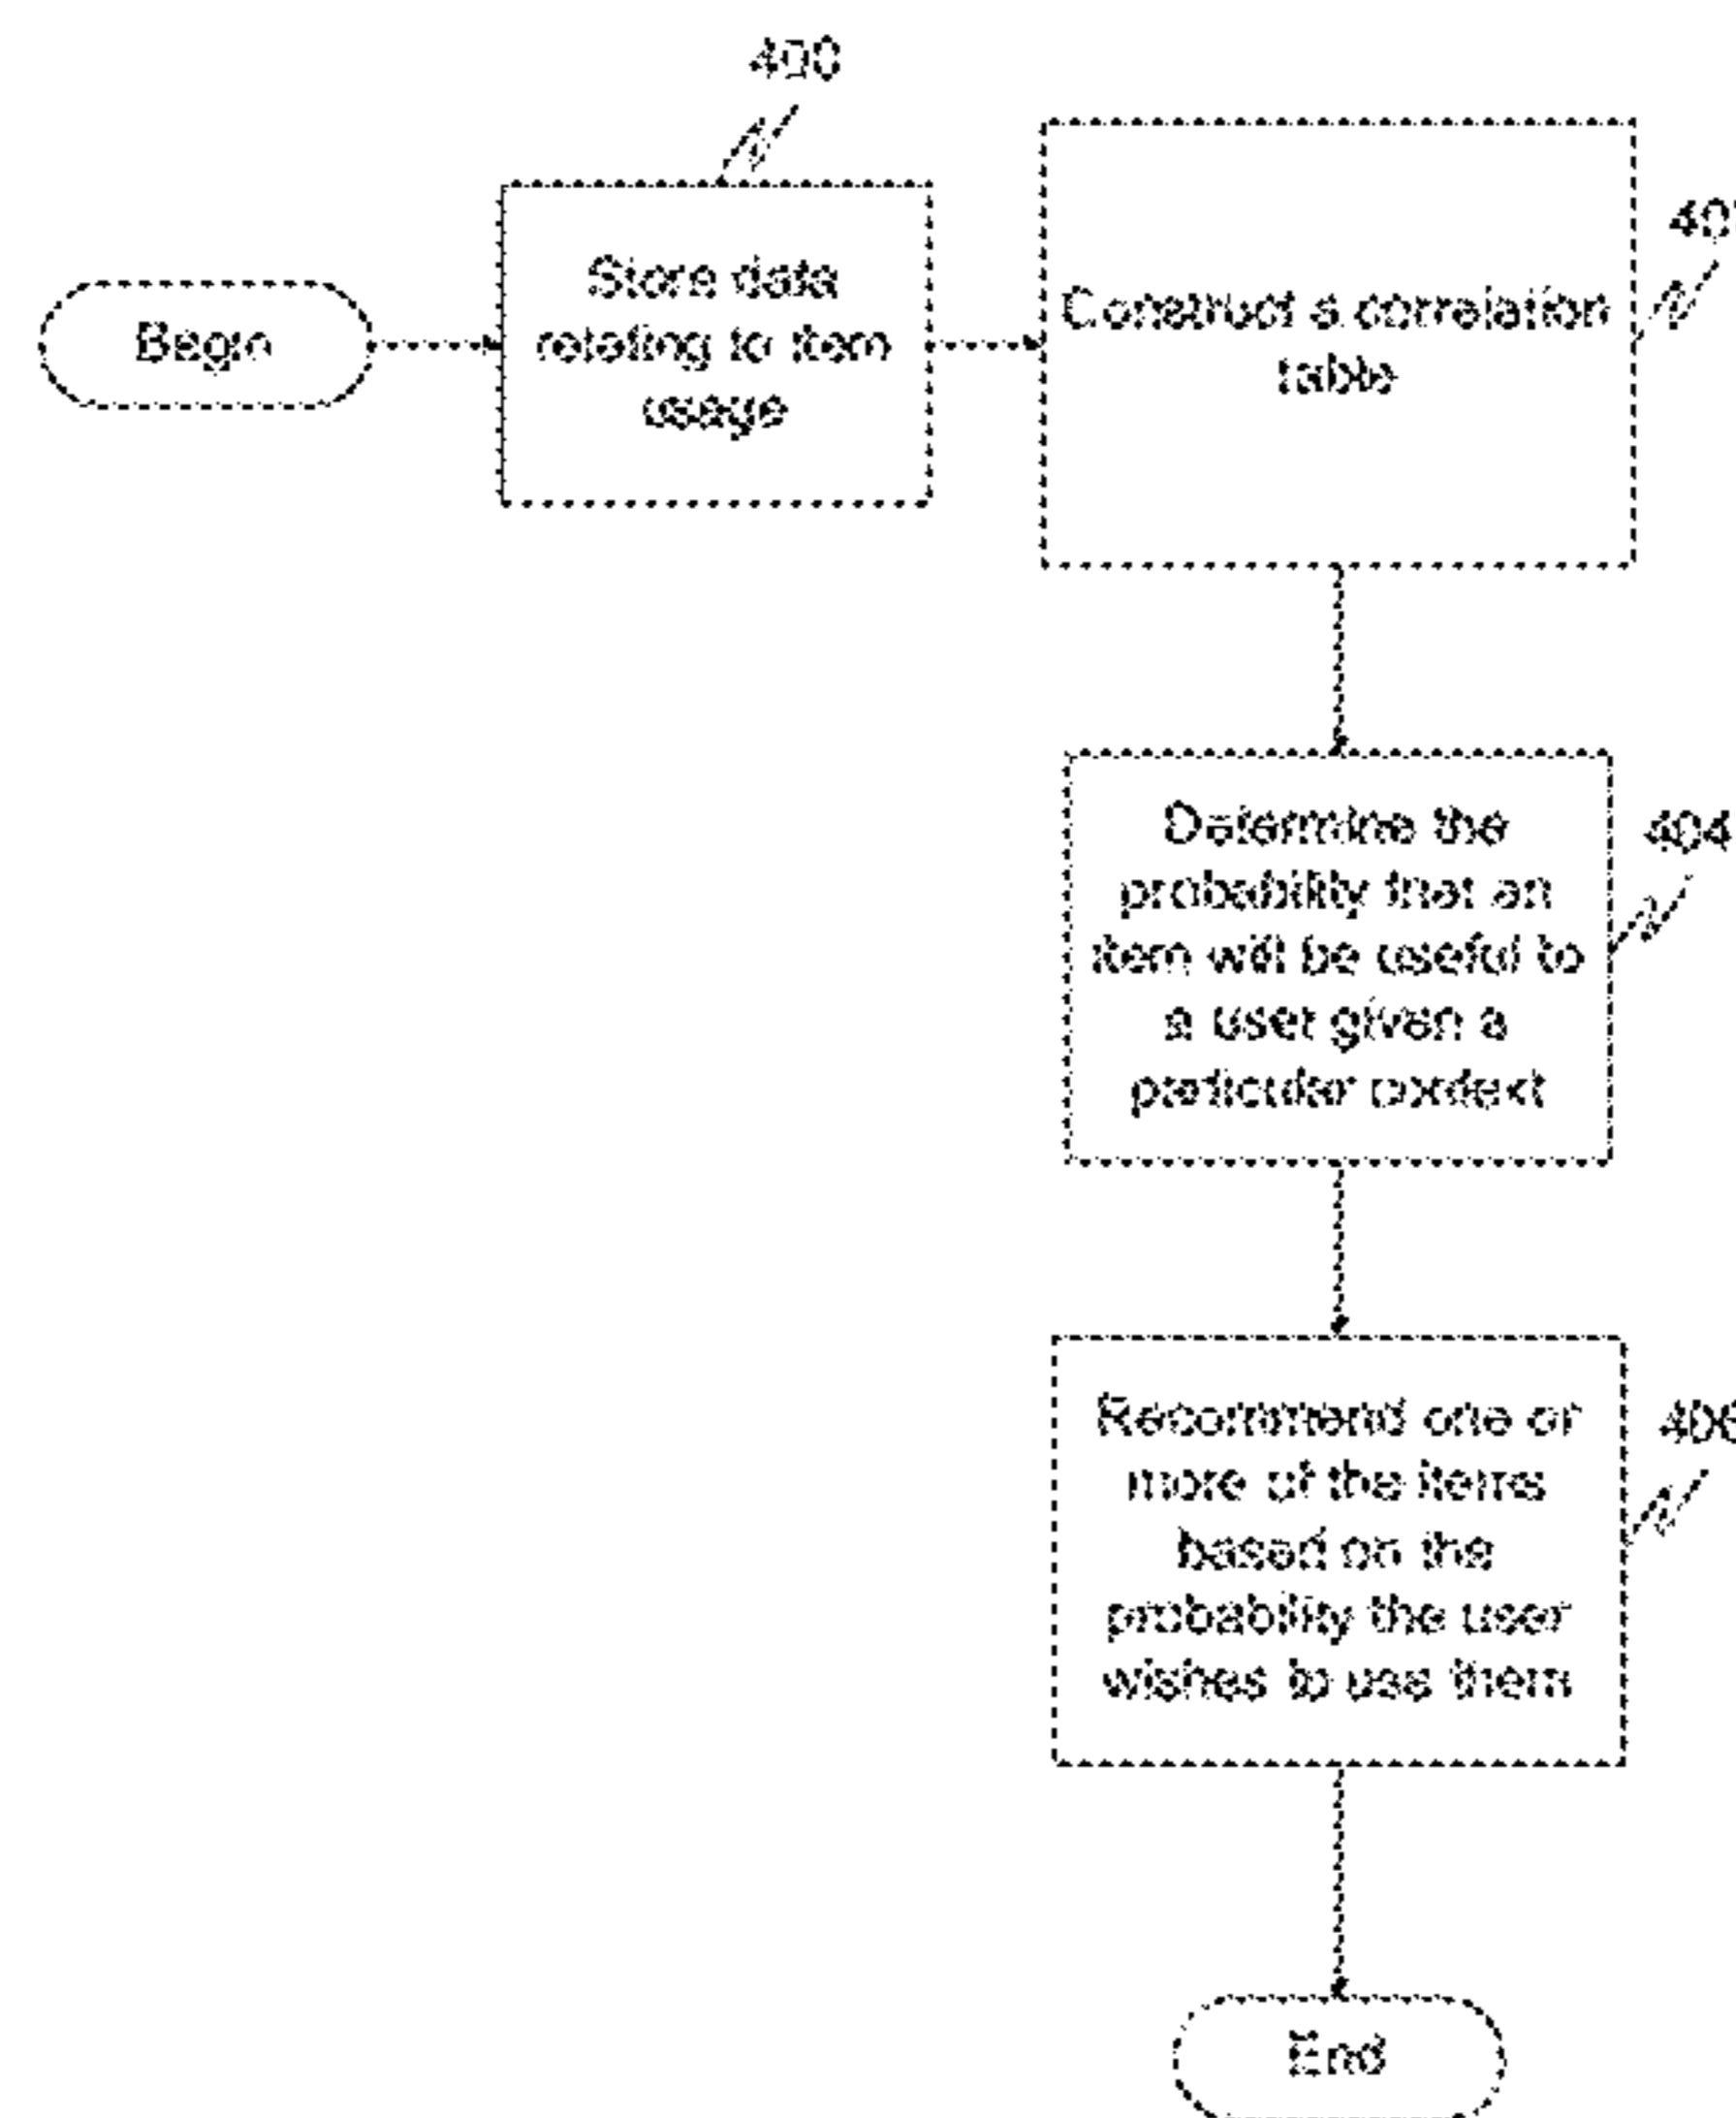 400
Begin
Store data
relating to item
usage
Construct a correlation
table
Determine the
probability that an
item will be useful to
a user given a
particular context
404
Recommend one or
more of the items
based on the
probability the user
wishes to use them
End